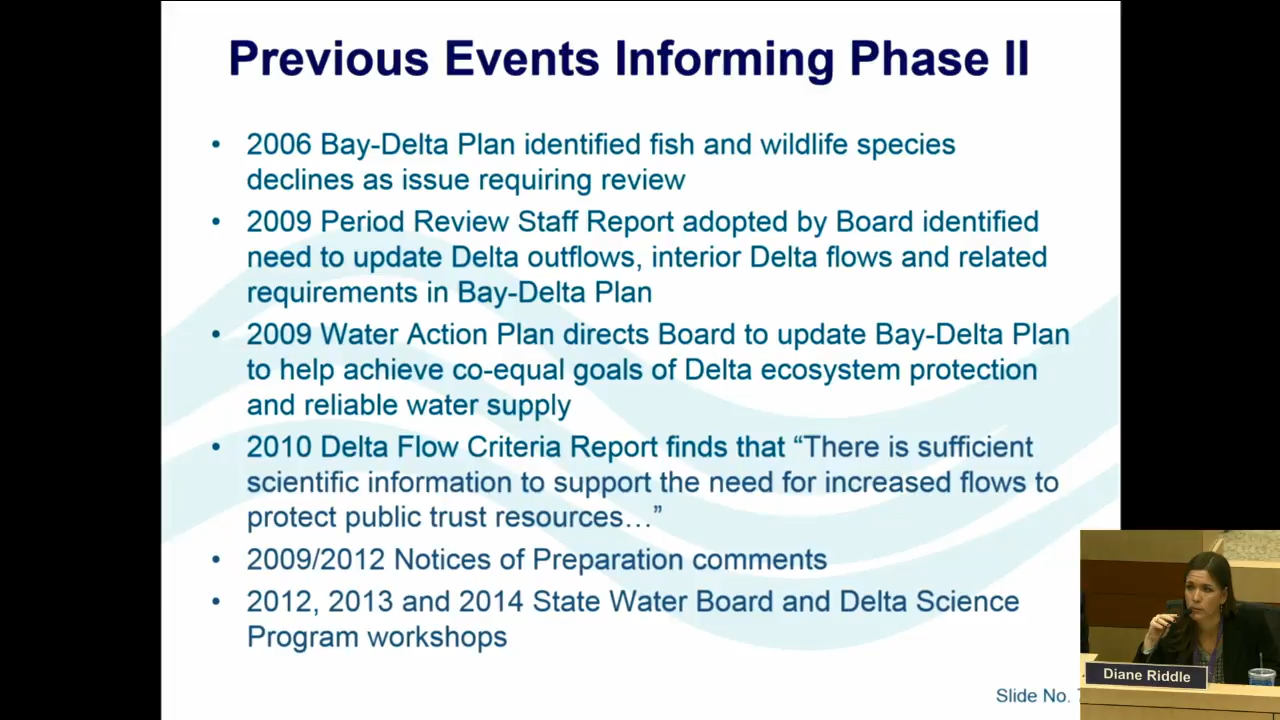 Previous Events Informing Phase II
• 2006 Bay-Delta Plan identified fish and wildlife species
declines as issue requiring review
• 2009 Period Review Staff Report adopted by Board identified
need to update Delta outflows, interior Delta flows and related
requirements in Bay-Delta Plan
• 2009 Water Action Plan directs Board to update Bay-Delta Plan
to help achieve co-equal goals of Delta ecosystem protection
and reliable water supply
• 2010 Delta Flow Criteria Report finds that “There is sufficient
scientific information to support the need for increased flows to
protect public trust resources…”
• 2009/2012 Notices of Preparation comments
• 2012, 2013 and 2014 State Water Board and Delta Science
Program workshops
Slide No.
Diane Riddle